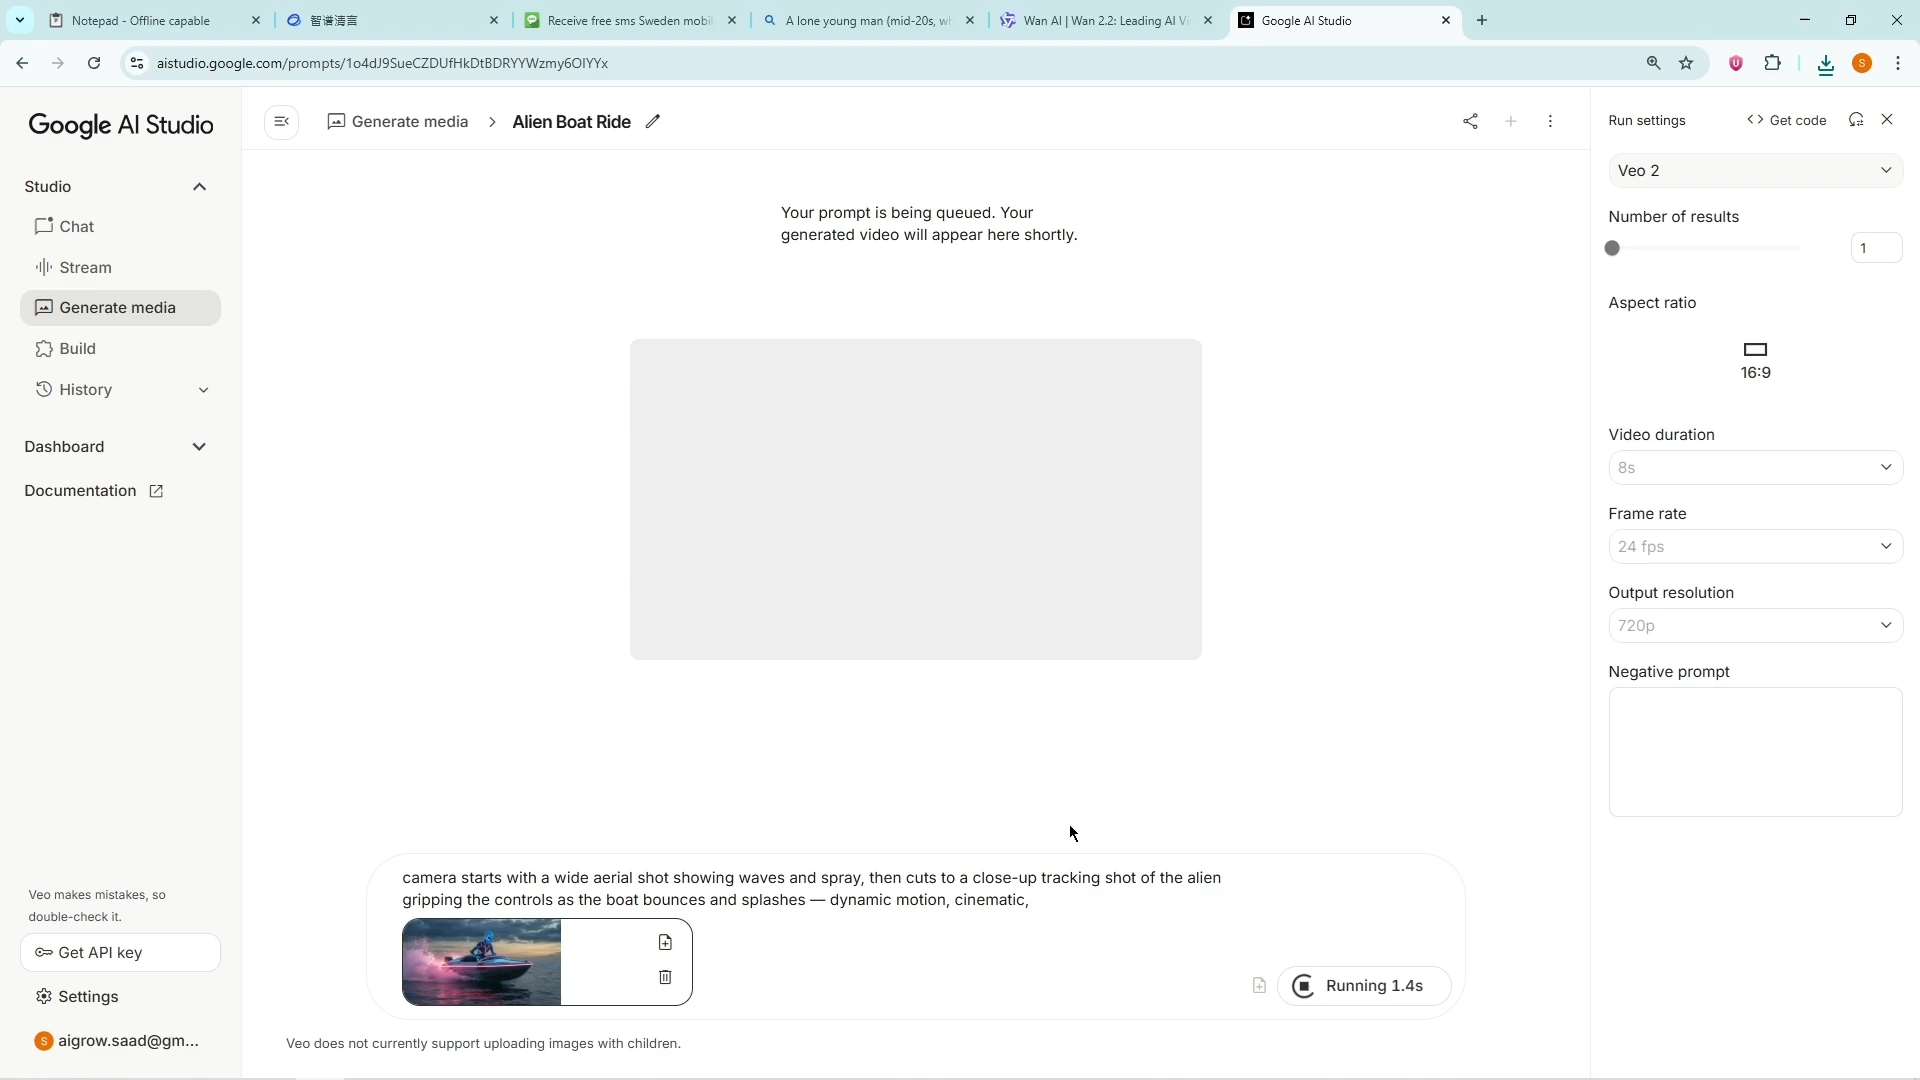 Notepad - Offline capable
智谱清言
Receive free sms Sweden mobil
A lone young man (mid-20s, wh
Wan AI | Wan 2.2: Leading AI Vi
Google AI Studio
aistudio.google.com/prompts/1o4dJ9SueCZDUfHkDtBDRYYWzmy6OIYYx
S
Google AI Studio
Generate media > Alien Boat Ride
Run settings
<> Get code
Studio
Chat
Stream
Generate media
Build
History
Dashboard
Documentation
Your prompt is being queued. Your
generated video will appear here shortly.
Veo 2
Number of results
1
Aspect ratio
16:9
Video duration
8s
Frame rate
24 fps
Output resolution
720p
Negative prompt
camera starts with a wide aerial shot showing waves and spray, then cuts to a close-up tracking shot of the alien
gripping the controls as the boat bounces and splashes — dynamic motion, cinematic,
Running 1.4s
Veo does not currently support uploading images with children.
Veo makes mistakes, so
double-check it.
Get API key
Settings
S
aigrow.saad@gm...